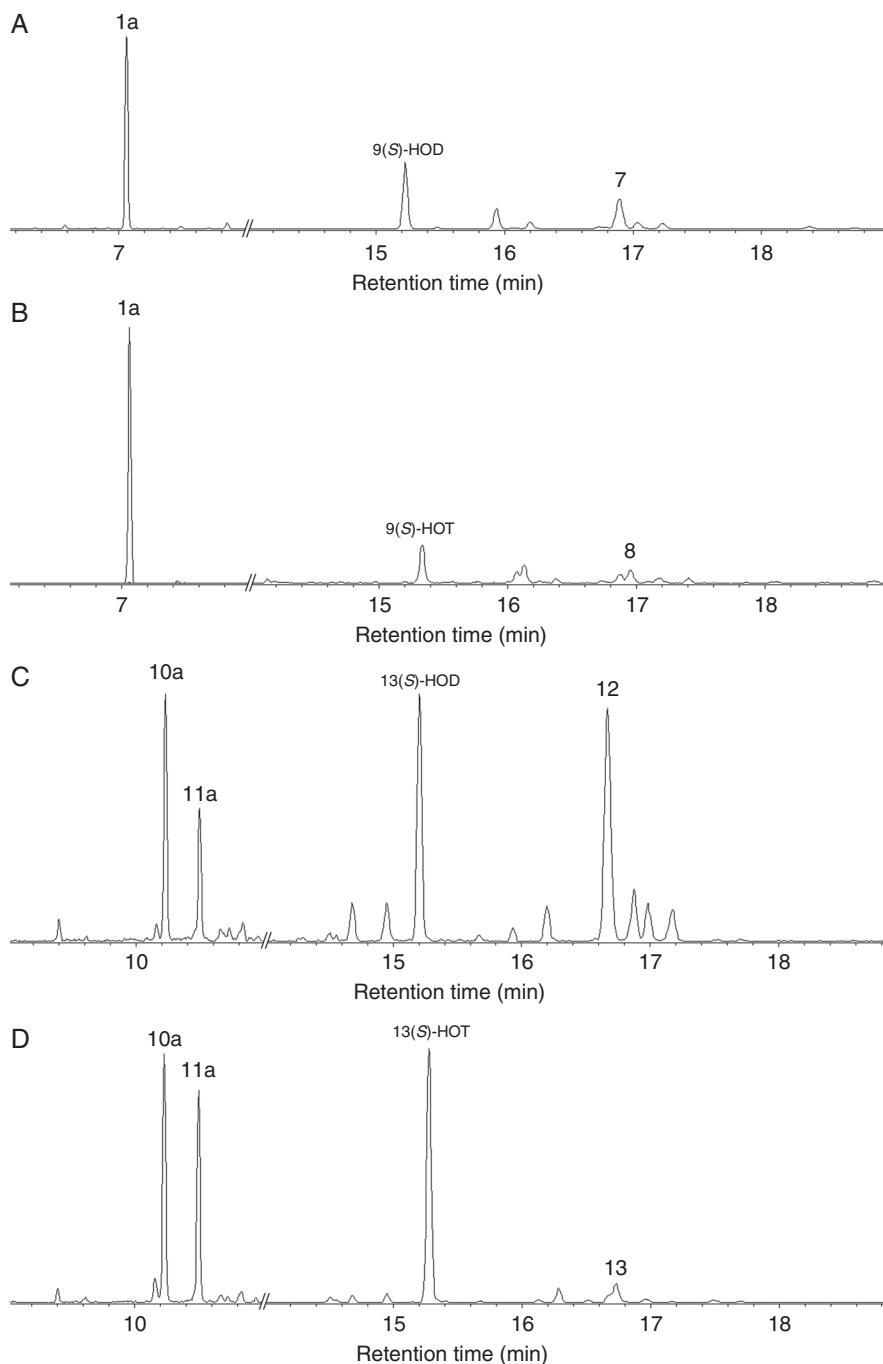 A
1a
9(S)-HOD
7
7 15 16 17 18
Retention time (min)
B
1a
9(S)-HOT
8
7 15 16 17 18
Retention time (min)
C
10a
13(S)-HOD
12
11a
10 15 16 17 18
Retention time (min)
D
10a
13(S)-HOT
11a
13
10 15 16 17 18
Retention time (min)